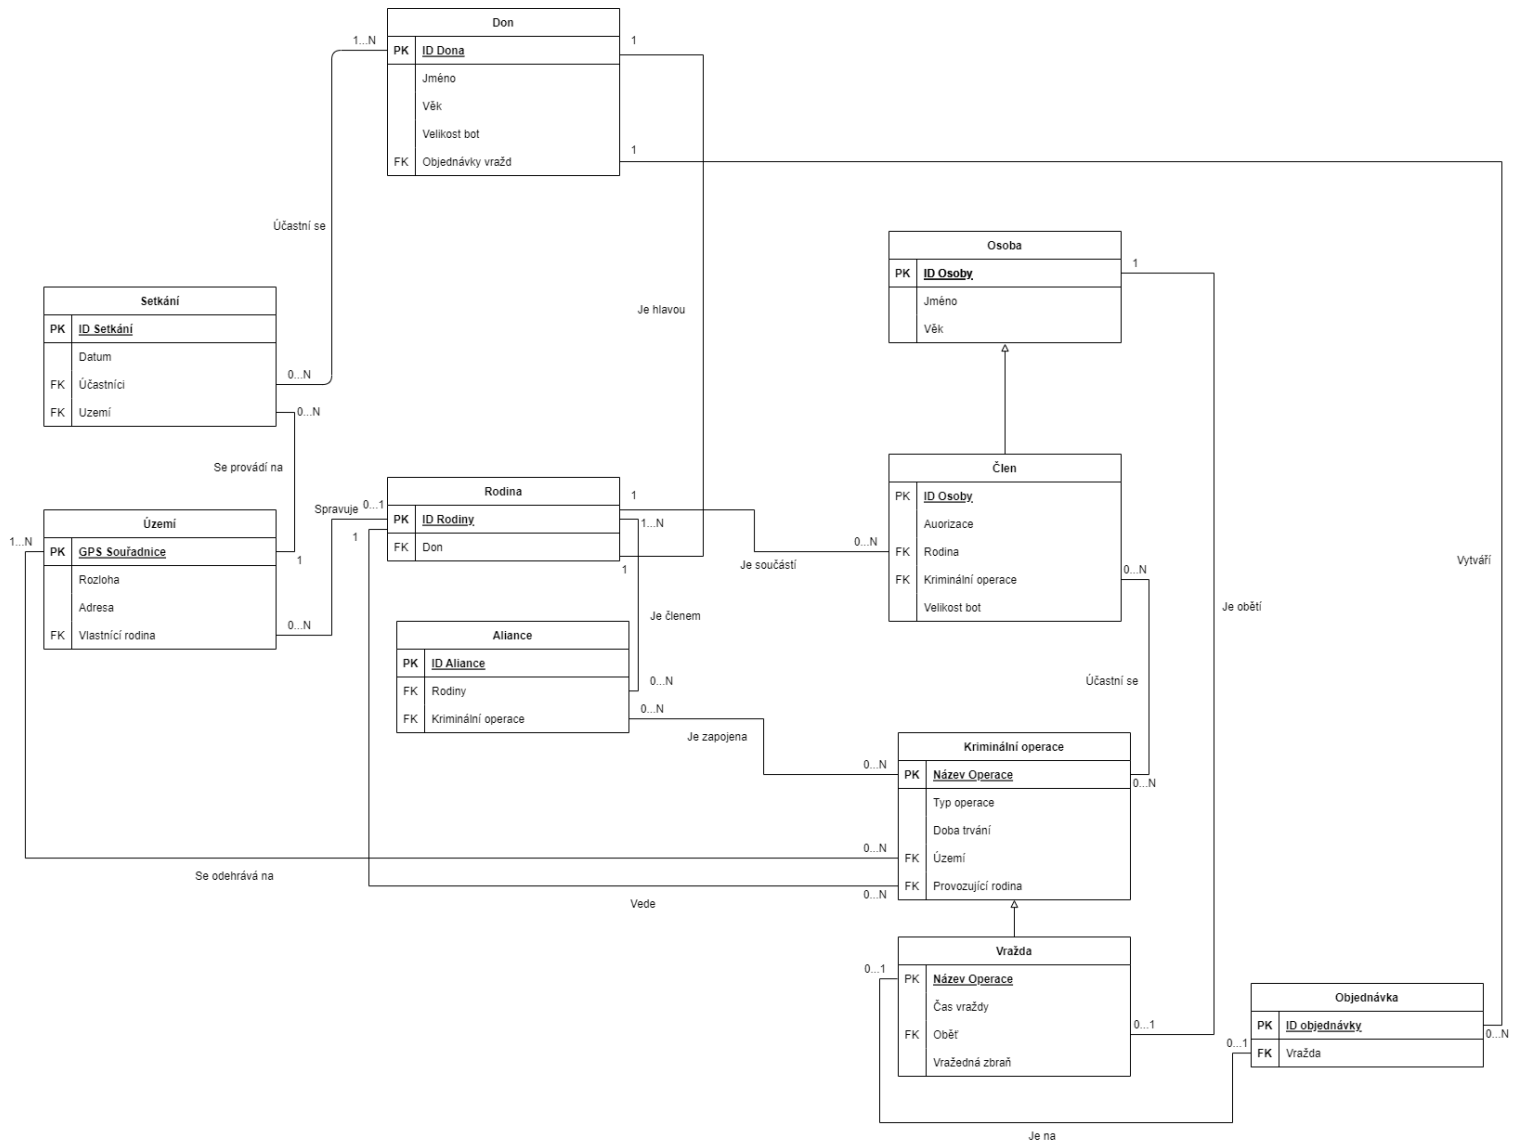 Don
1...N
PK ID Dona
1
Jméno
Věk
Velikost bot
FK Objednávky vražd
1
Účastní se
Osoba
PK ID Osoby
1
Jméno
Věk
Setkání
PK ID Setkání
Datum
FK Účastníci
0...N
FK Uzemí
0...N
Je hlavou
Se provádí na
Území
1...N
PK GPS Souřadnice
1
Rozloha
Adresa
FK Vlastnící rodina
0...N
Spravuje
0...1
Rodina
1
PK ID Rodiny
1...N
1
FK Don
1
Je součástí
Člen
PK ID Osoby
Auorizace
0...N
FK Rodina
FK Kriminální operace
0...N
Velikost bot
Vytváří
Je obětí
Je členem
Aliance
PK ID Aliance
FK Rodiny
0...N
FK Kriminální operace
0...N
Je zapojena
Účastní se
Kriminální operace
0...N
PK Název Operace
0...N
Typ operace
Doba trvání
0...N
FK Území
FK Provozující rodina
0...N
Se odehrává na
Vede
Vražda
0...1
PK Název Operace
Čas vraždy
FK Oběť
0...1
Vražedná zbraň
Objednávka
PK ID objednávky
0...N
0...1
FK Vražda
Je na